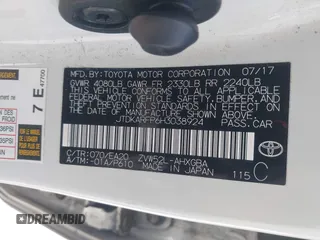 MFD. BY: TOYOTA MOTOR CORPORATION 07/17
GVWR 4080LB GAWR FR 2330LB RR 2240LB
THIS VEHICLE CONFORMS TO ALL APPLICABLE
FEDERAL MOTOR VEHICLE SAFETY, BUMPER, AND
THEFT PREVENTION STANDARDS IN EFFECT ON THE
DATE OF MANUFACTURE SHOWN ABOVE.
PASS. CAR
C/TR: 070/EA20 ZVW52L-AHXGBA
A/TM: -01A/P610 MADE IN JAPAN
115 C
TOYOTA
7 E
47700